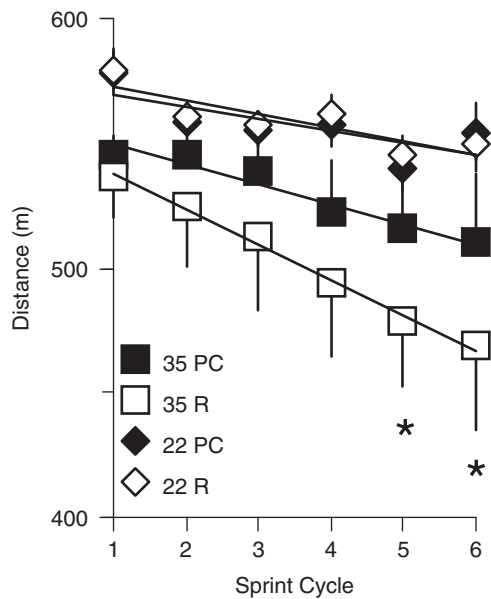 600
500
400
Distance (m)
35 PC
35 R
22 PC
22 R
*
*
1 2 3 4 5 6
Sprint Cycle